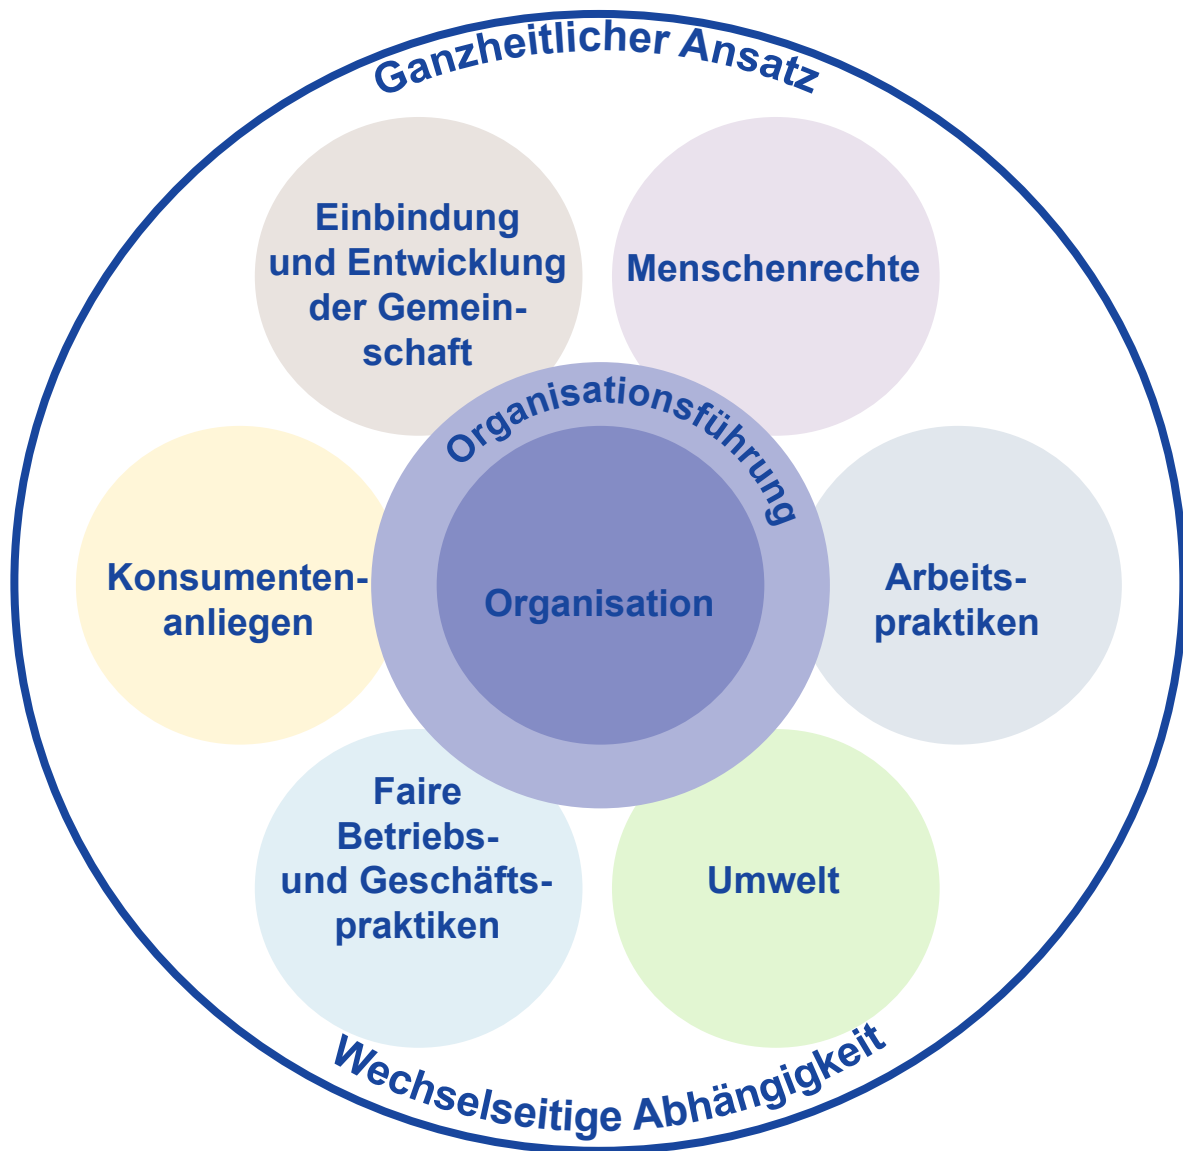 Ganzheitlicher Ansatz
Einbindung
und Entwicklung
der Gemein-
schaft
Menschenrechte
Organisationsführung
Konsumenten-
anliegen
Organisation
Arbeits-
praktiken
Faire
Betriebs-
und Geschäfts-
praktiken
Umwelt
Wechselseitige Abhängigkeit